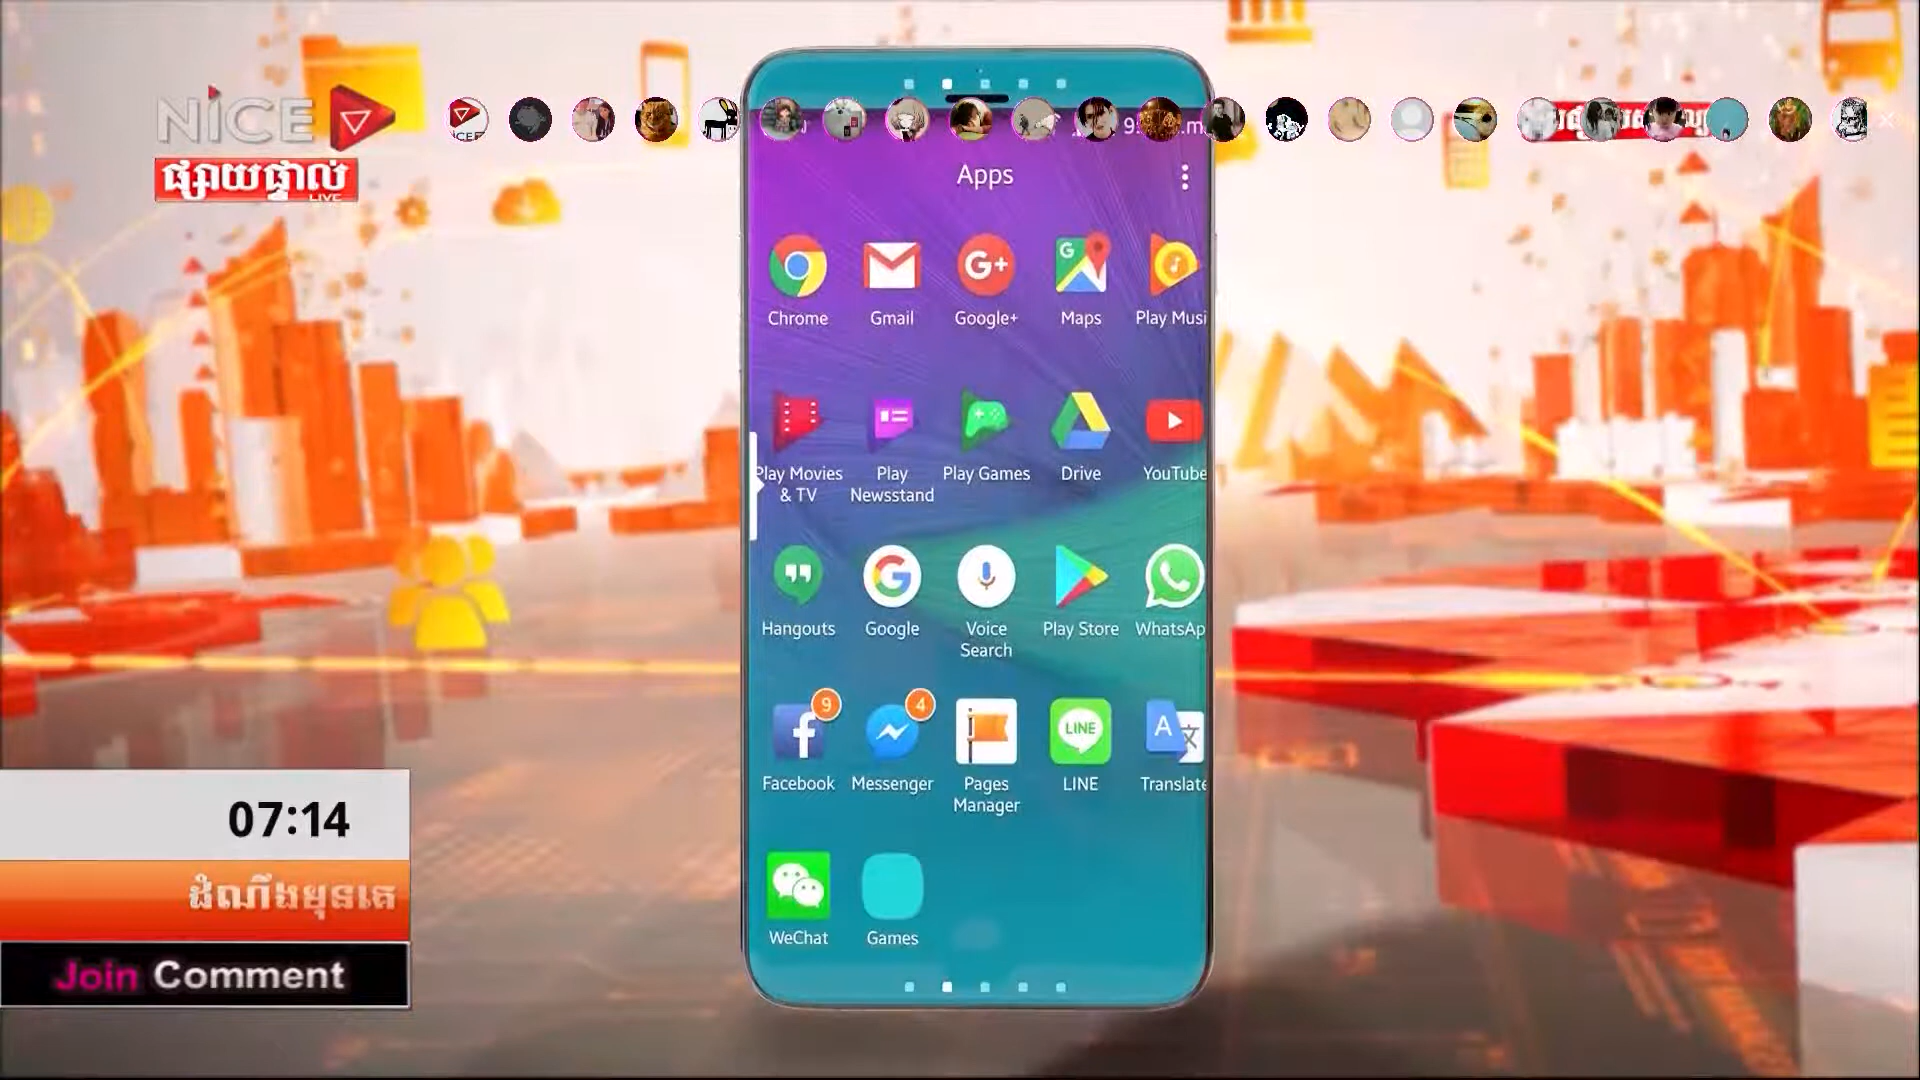 NiCE
ផ្សាយផ្ទាល់
LIVE
Apps
Chrome
Gmail
Google+
Maps
Play Musi
Play Movies
& TV
Play
Newsstand
Play Games
Drive
YouTube
Hangouts
Google
Voice
Search
Play Store
WhatsAp
9
4
Facebook
Messenger
Pages
Manager
LINE
LINE
Translate
WeChat
Games
07:14
ដំណឹងមុនគេ
Join Comment